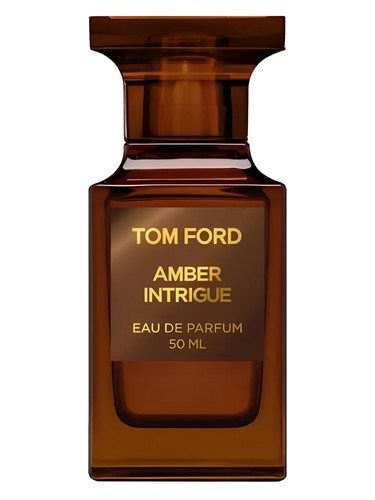 TOM FORD
AMBER
INTRIGUE
EAU DE PARFUM
50 ML